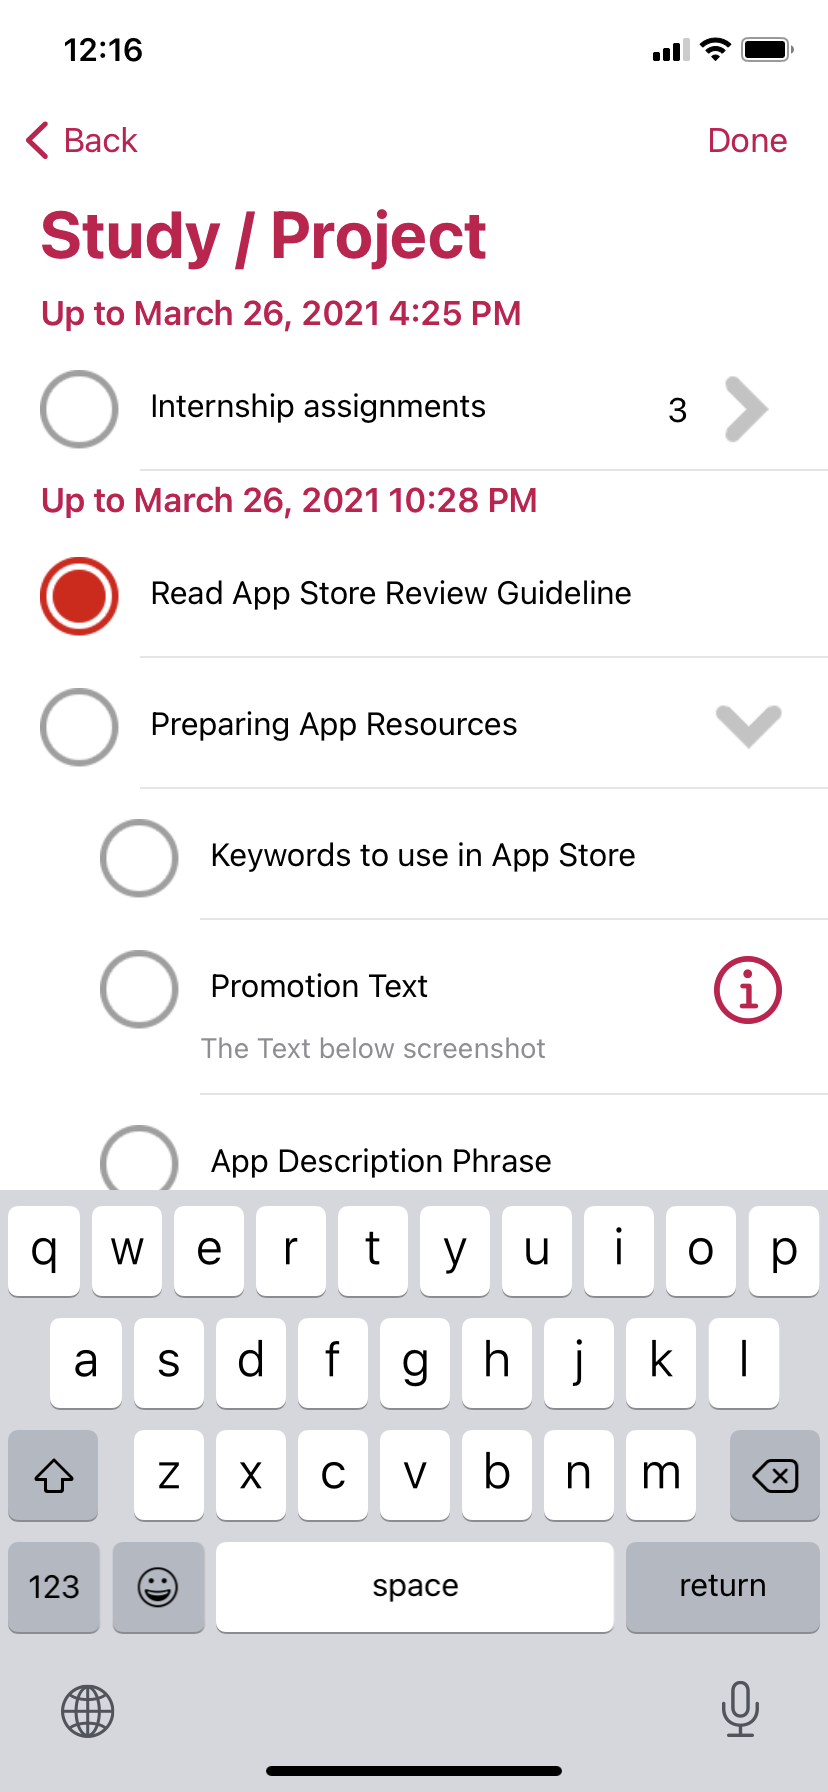 12:16
Back
Done
Study / Project
Up to March 26, 2021 4:25 PM
Internship assignments 3
Up to March 26, 2021 10:28 PM
Read App Store Review Guideline
Preparing App Resources
Keywords to use in App Store
Promotion Text
The Text below screenshot
App Description Phrase
q w e r t y u i o p
a s d f g h j k l
z x c v b n m
123 space return